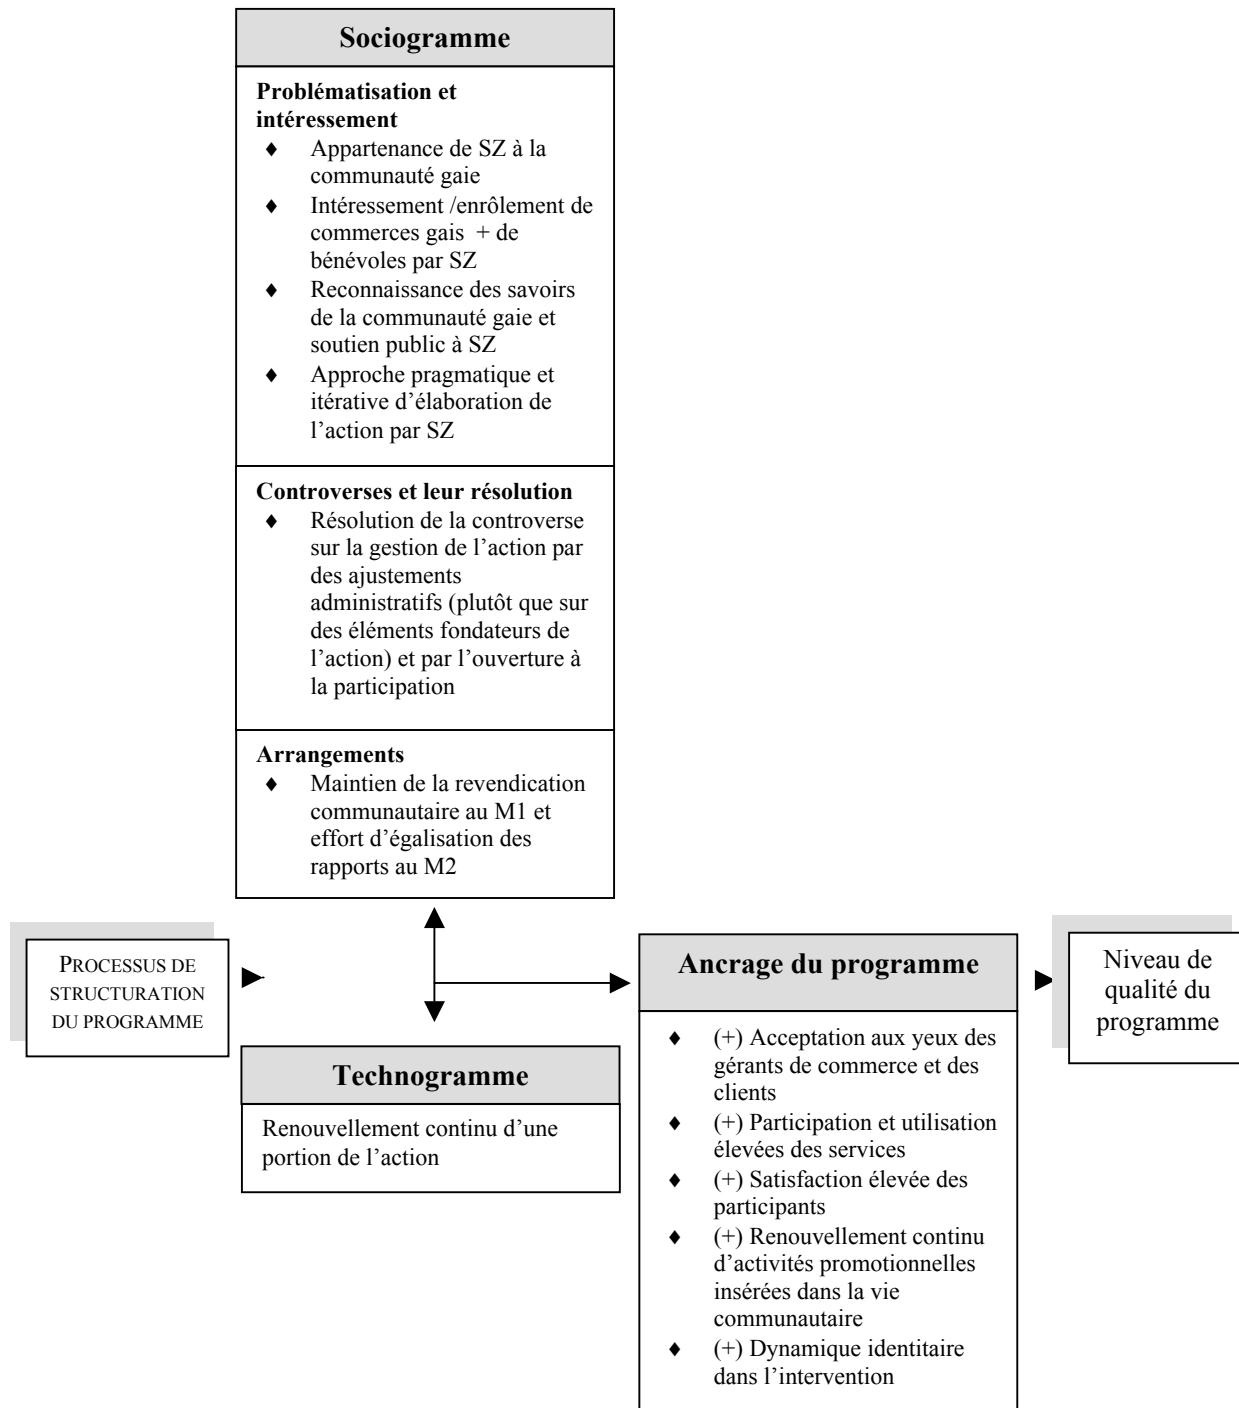 Sociogramme
Problématisation et
intéressement
♦ Appartenance de SZ à la
communauté gaie
♦ Intéressement /enrôlement de
commerces gais + de
bénévoles par SZ
♦ Reconnaissance des savoirs
de la communauté gaie et
soutien public à SZ
♦ Approche pragmatique et
itérative d’élaboration de
l’action par SZ
Controverses et leur résolution
♦ Résolution de la controverse
sur la gestion de l’action par
des ajustements
administratifs (plutôt que sur
des éléments fondateurs de
l’action) et par l’ouverture à
la participation
Arrangements
♦ Maintien de la revendication
communautaire au M1 et
effort d’égalisation des
rapports au M2
PROCESSUS DE
STRUCTURATION
DU PROGRAMME
Technogramme
Renouvellement continu d’une
portion de l’action
Ancrage du programme
♦ (+) Acceptation aux yeux des
gérants de commerce et des
clients
♦ (+) Participation et utilisation
élevées des services
♦ (+) Satisfaction élevée des
participants
♦ (+) Renouvellement continu
d’activités promotionnelles
insérées dans la vie
communautaire
♦ (+) Dynamique identitaire
dans l’intervention
Niveau de
qualité du
programme